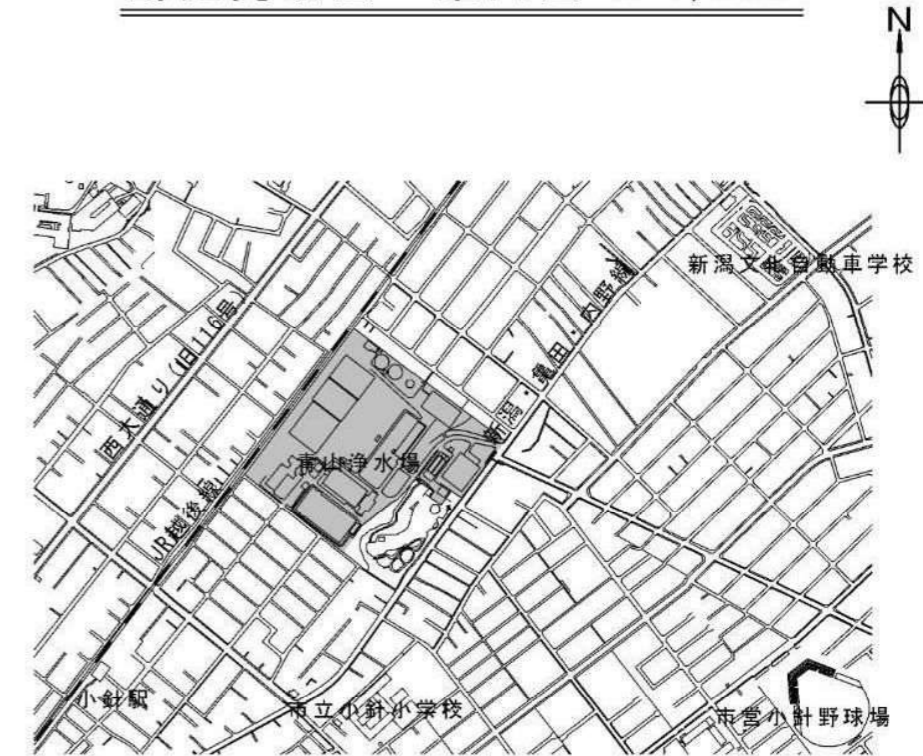 N
新潟文化自動車学校
新潟・亀田・内野線
西大通り(旧116号)
青山浄水場
JR越後線
小針駅
市立小針小学校
市営小針野球場